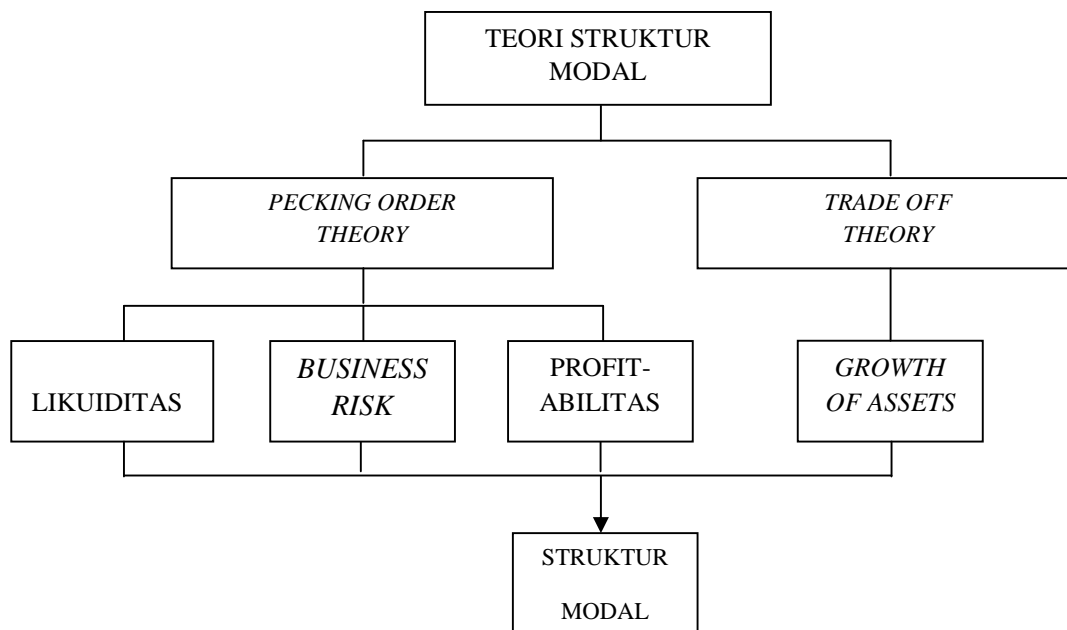 TEORI STRUKTUR
MODAL
PECKING ORDER
THEORY
TRADE OFF
THEORY
LIKUIDITAS
BUSINESS
RISK
PROFIT-
ABILITAS
GROWTH
OF ASSETS
STRUKTUR
MODAL